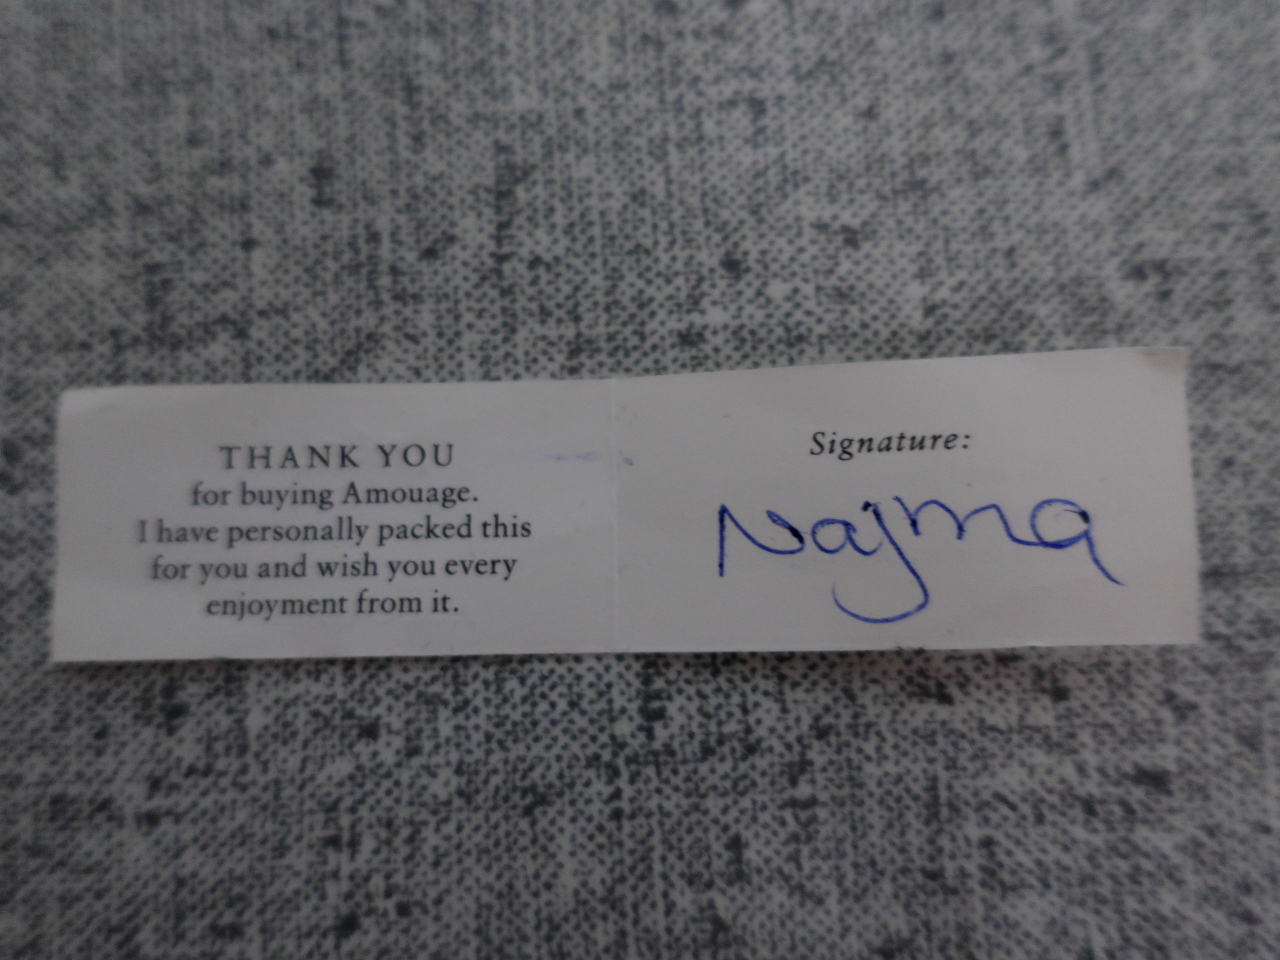 THANK YOU
for buying Amouage.
I have personally packed this
for you and wish you every
enjoyment from it.
Signature:
Najma